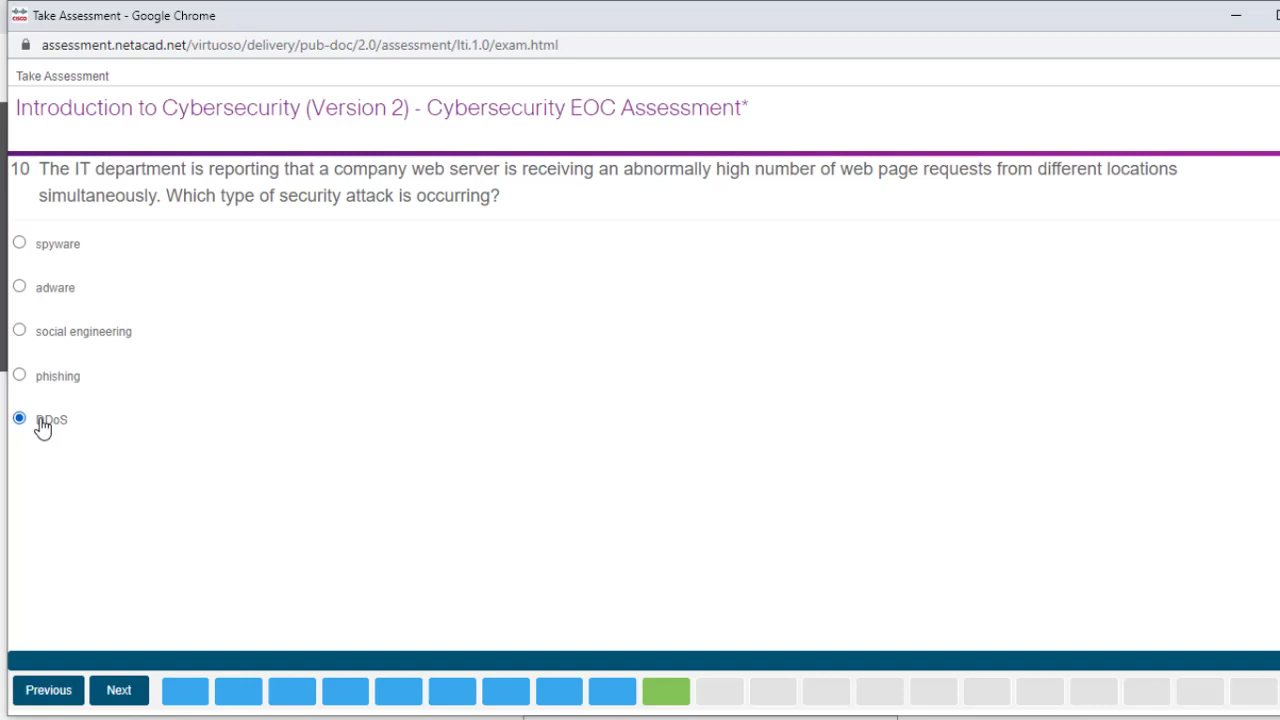 CISCO
Take Assessment - Google Chrome
assessment.netacad.net/virtuoso/delivery/pub-doc/2.0/assessment/lti.1.0/exam.html
Take Assessment
Introduction to Cybersecurity (Version 2) - Cybersecurity EOC Assessment*
10 The IT department is reporting that a company web server is receiving an abnormally high number of web page requests from different locations
simultaneously. Which type of security attack is occurring?
spyware
adware
social engineering
phishing
DDoS
Previous Next